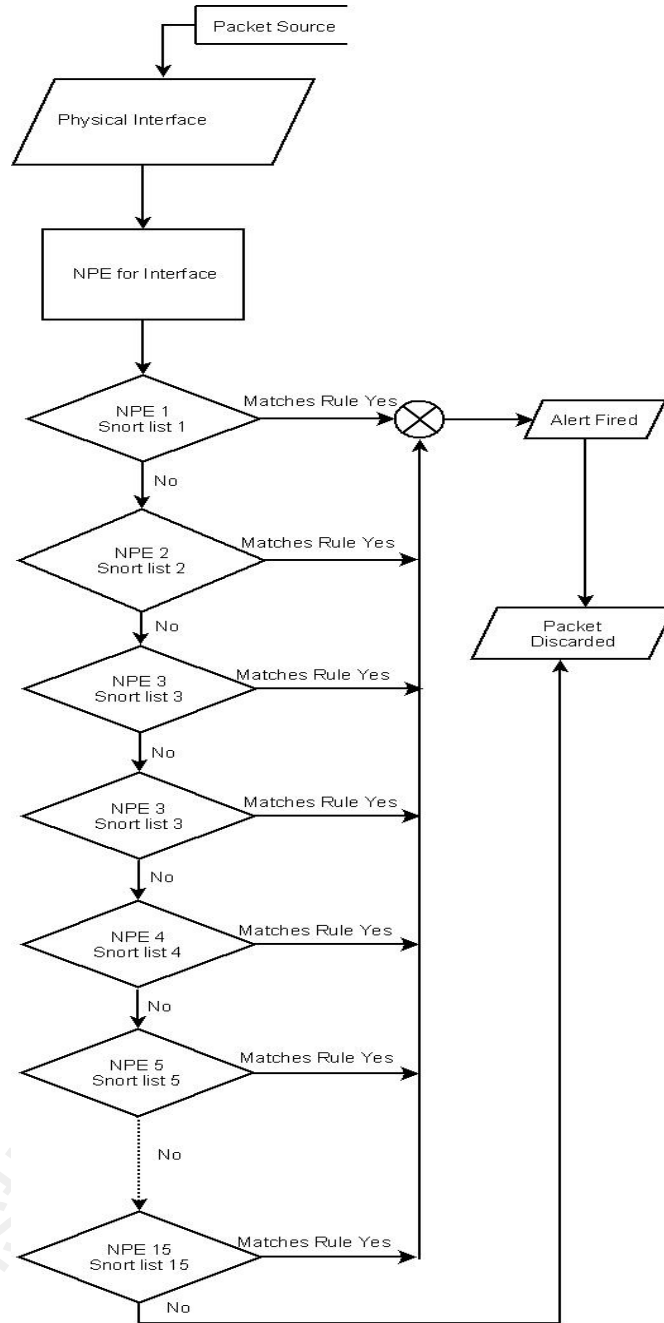 Packet Source
Physical Interface
NPE for Interface
NPE 1
Snort list 1
Matches Rule Yes
Alert Fired
No
NPE 2
Snort list 2
Matches Rule Yes
Packet
Discarded
No
NPE 3
Snort list 3
Matches Rule Yes
No
NPE 3
Snort list 3
Matches Rule Yes
No
NPE 4
Snort list 4
Matches Rule Yes
No
NPE 5
Snort list 5
Matches Rule Yes
No
NPE 15
Snort list 15
Matches Rule Yes
No